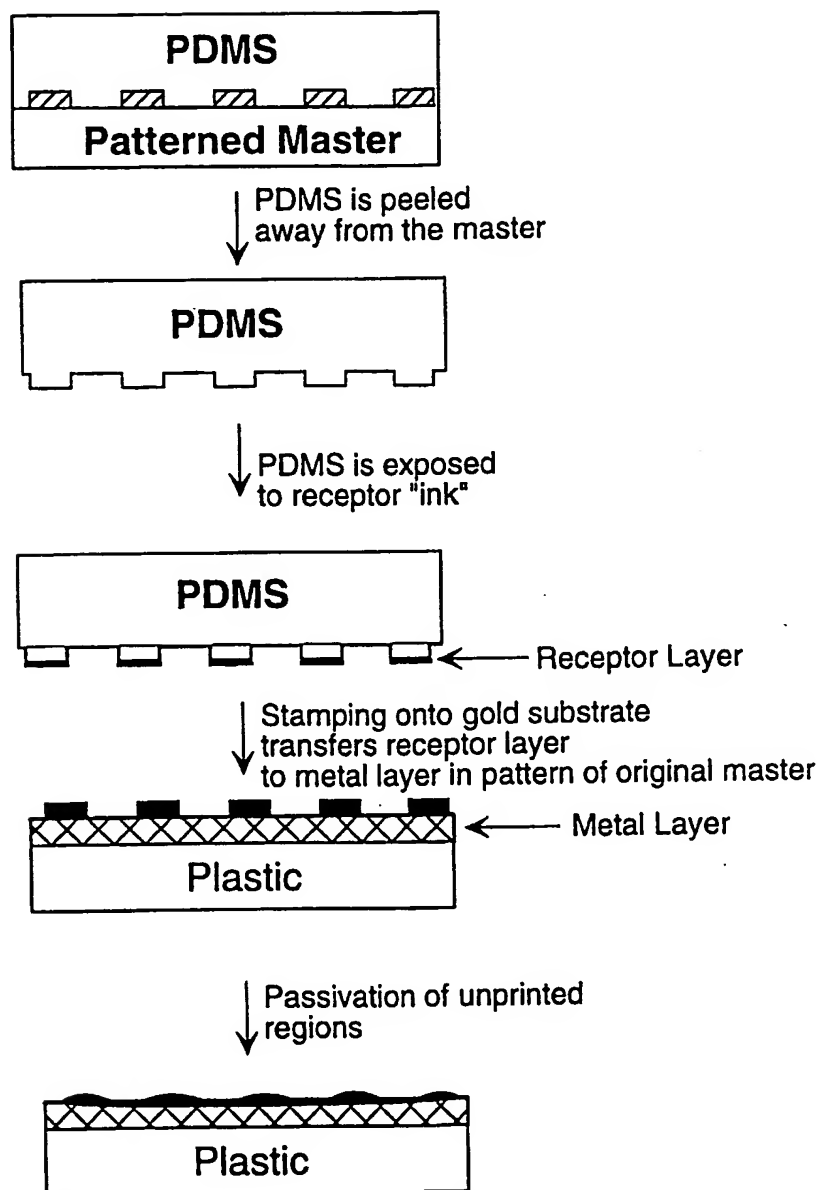 PDMS
Patterned Master
PDMS is peeled
away from the master
PDMS
PDMS is exposed
to receptor "ink"
PDMS
Receptor Layer
Stamping onto gold substrate
transfers receptor layer
to metal layer in pattern of original master
Metal Layer
Plastic
Passivation of unprinted
regions
Plastic